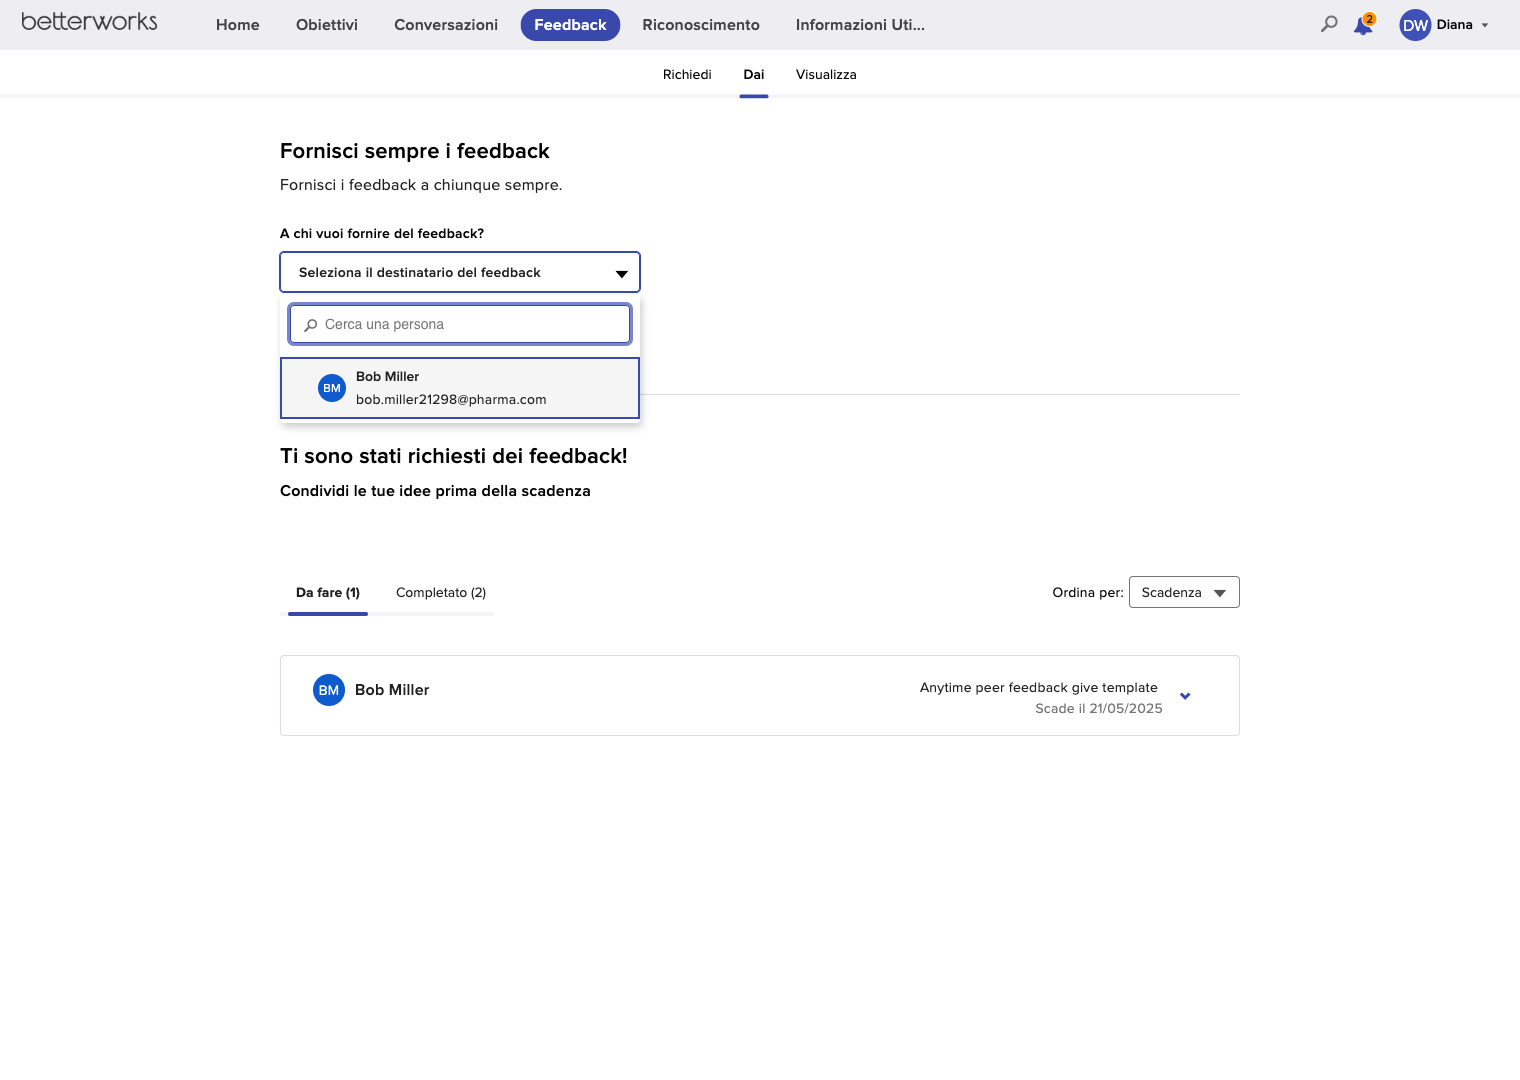 betterworks
Home
Obiettivi
Conversazioni
Feedback
Riconoscimento
Informazioni Uti...
2
DW
Diana
Richiedi
Dai
Visualizza
Fornisci sempre i feedback
Fornisci i feedback a chiunque sempre.
A chi vuoi fornire del feedback?
Seleziona il destinatario del feedback
Cerca una persona
BM
Bob Miller
bob.miller21298@pharma.com
Ti sono stati richiesti dei feedback!
Condividi le tue idee prima della scadenza
Da fare (1)
Completato (2)
Ordina per:
Scadenza
BM
Bob Miller
Anytime peer feedback give template
Scade il 21/05/2025